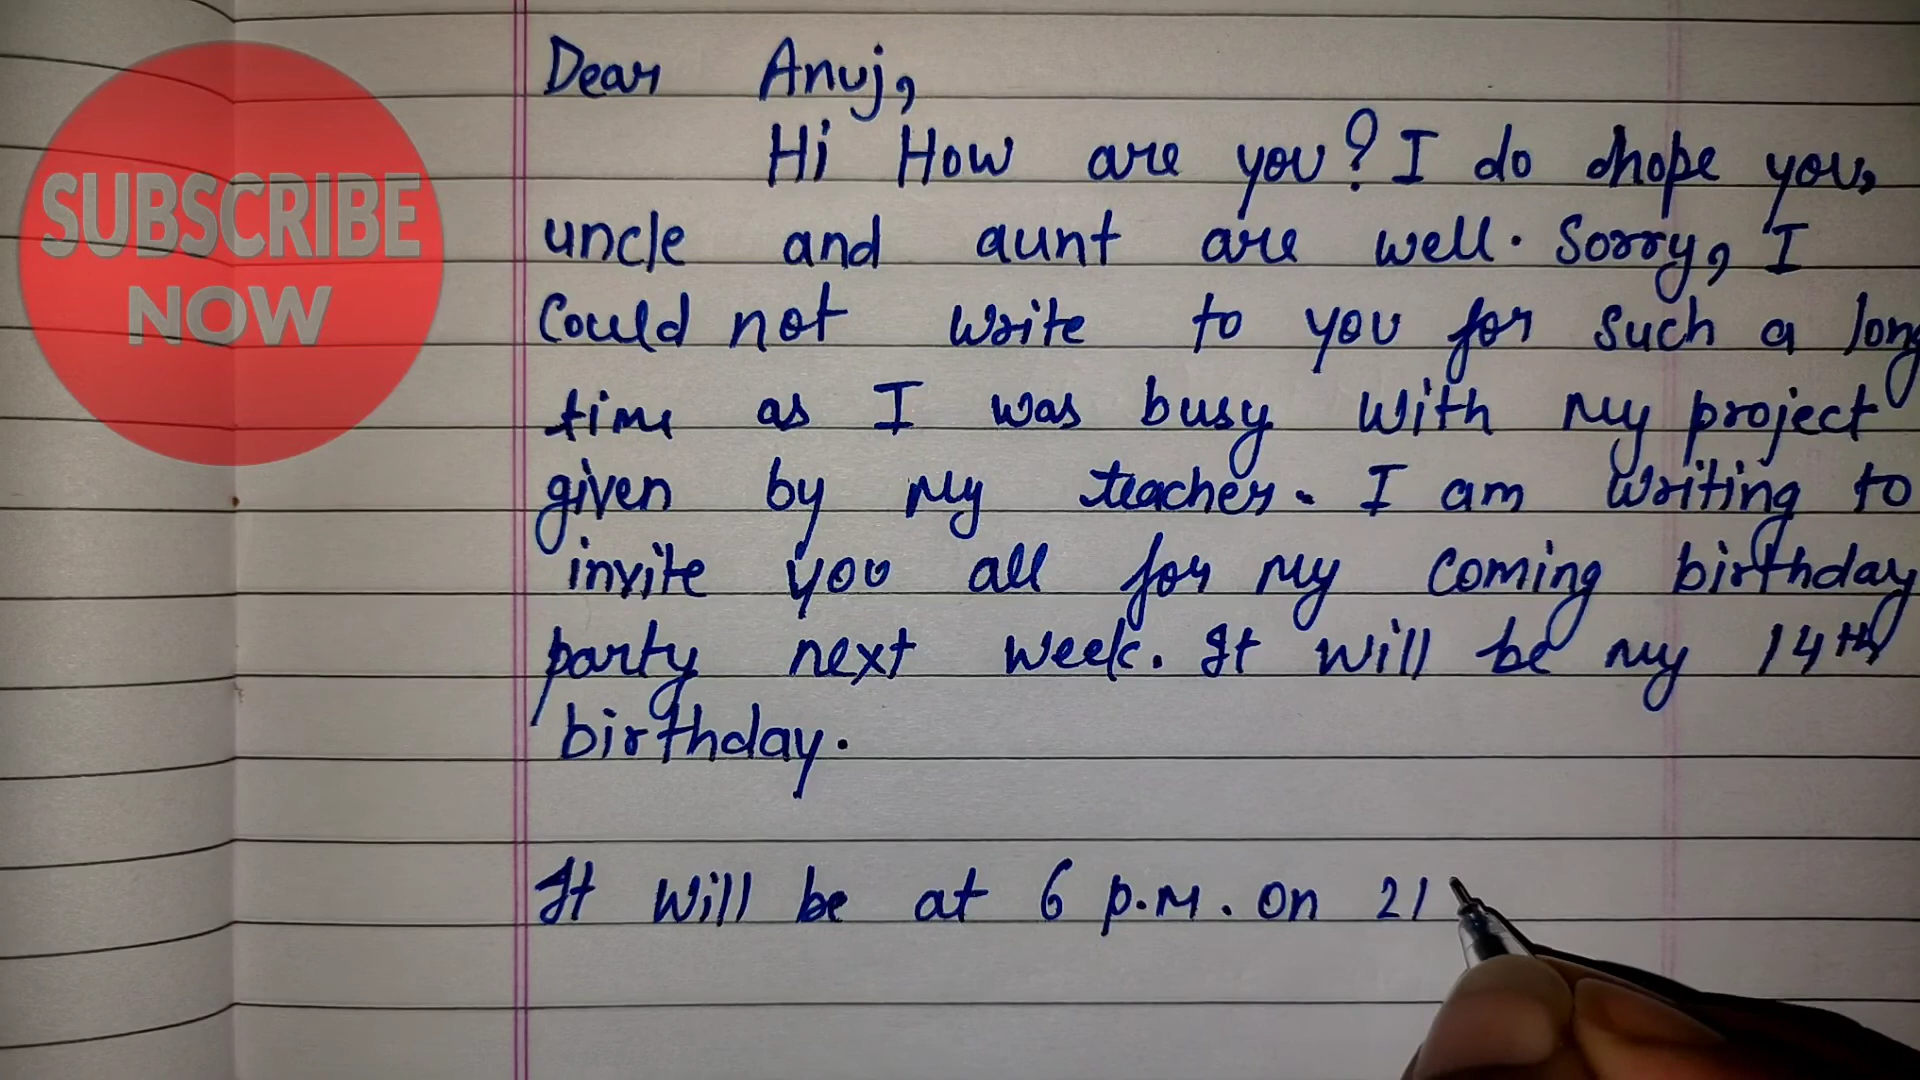 SUBSCRIBE
NOW
Dear Anuj,
Hi How are you? I do hope you,
uncle and aunt are well. Sorry, I
Could not write to you for such a long
time as I was busy with my project
given by my teacher. I am writing to
invite you all for my coming birthday
party next week. It will be my 14th
birthday.
It will be at 6 p.m. on 21